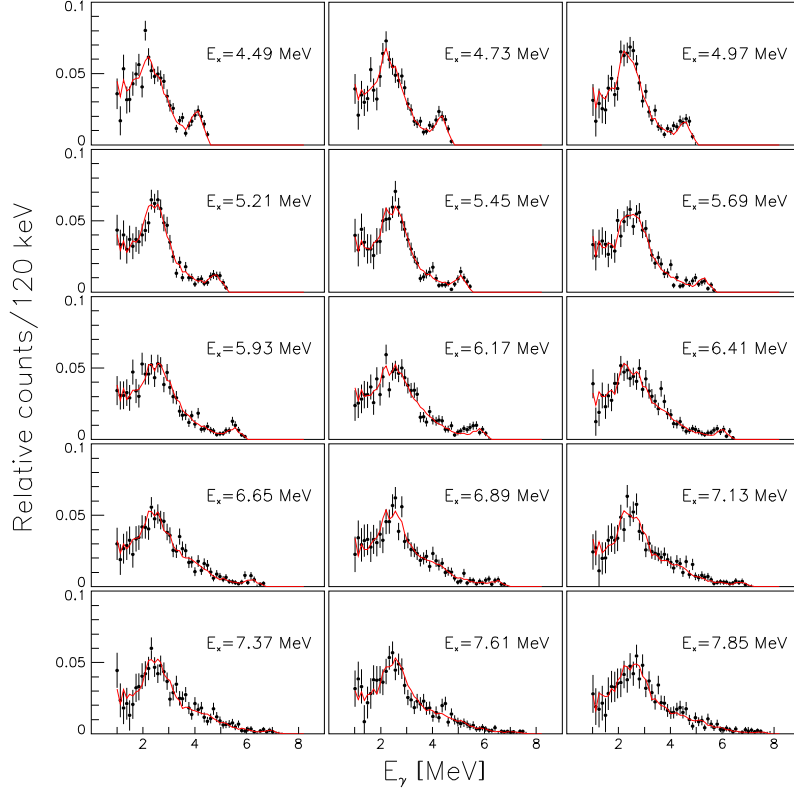 0.1
0.05
0
E_x=4.49 MeV
E_x=4.73 MeV
E_x=4.97 MeV
0.1
0.05
0
E_x=5.21 MeV
E_x=5.45 MeV
E_x=5.69 MeV
0.1
0.05
0
E_x=5.93 MeV
E_x=6.17 MeV
E_x=6.41 MeV
0.1
0.05
0
E_x=6.65 MeV
E_x=6.89 MeV
E_x=7.13 MeV
0.1
0.05
0
E_x=7.37 MeV
E_x=7.61 MeV
E_x=7.85 MeV
2 4 6 8 2 4 6 8 2 4 6 8
Relative counts/120 keV
E_γ [MeV]